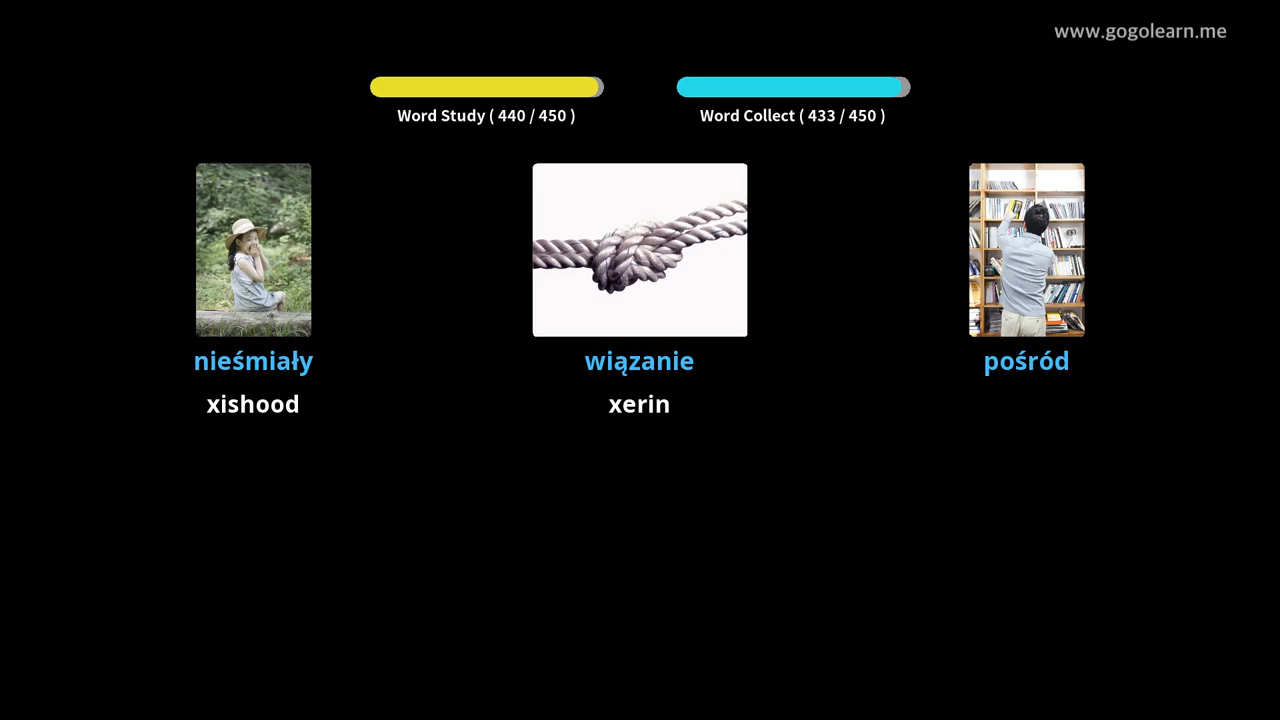 www.gogolearn.me
Word Study ( 440 / 450 )
Word Collect ( 433 / 450 )
nieśmiały
wiązanie
pośród
xishood
xerin